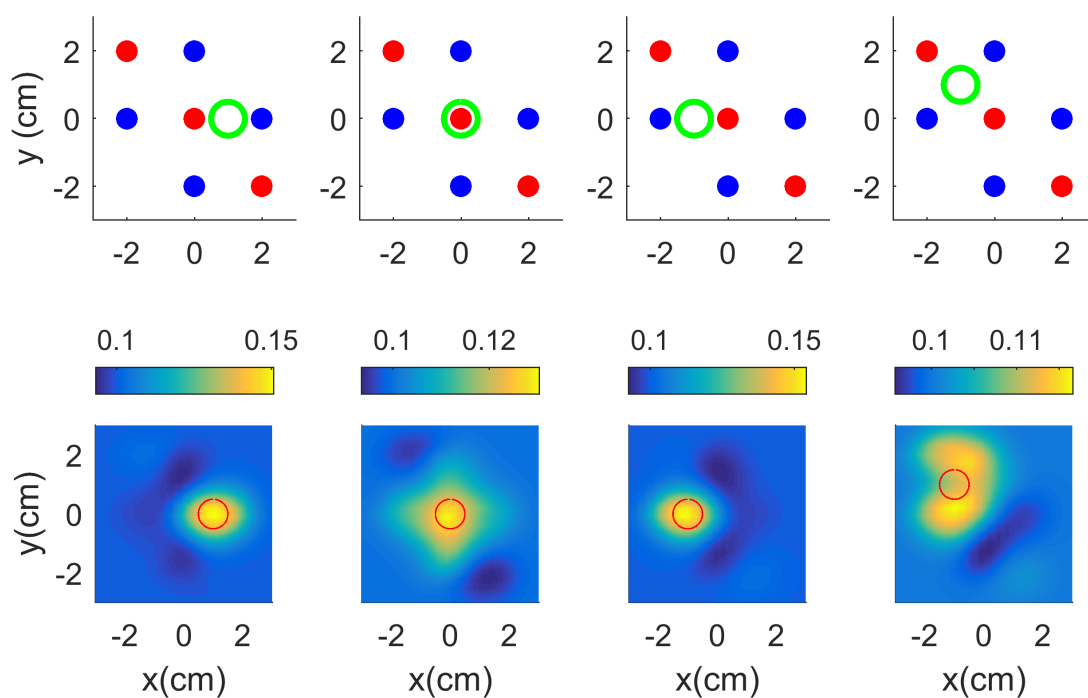 2 2 2 2
y (cm)
0 0 0 0
-2 -2 -2 -2
-2 0 2 -2 0 2 -2 0 2 -2 0 2
0.1 0.15 0.1 0.12 0.1 0.15 0.1 0.11
2
y(cm)
0
-2
-2 0 2 -2 0 2 -2 0 2 -2 0 2
x(cm) x(cm) x(cm) x(cm)